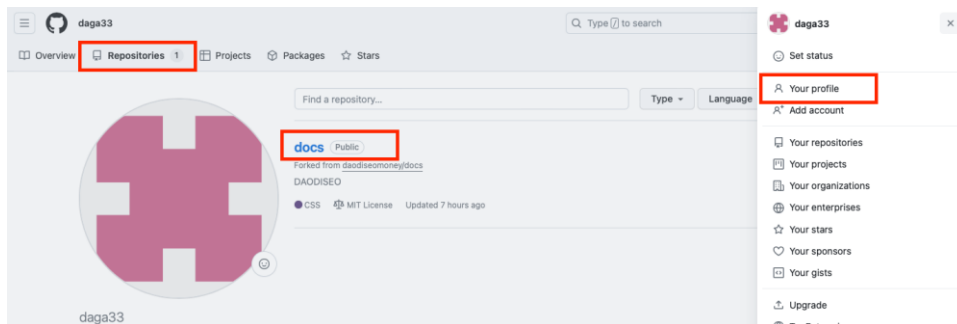 daga33
Type / to search
Overview
Repositories 1
Projects
Packages
Stars
Find a repository...
Type
Language
docs Public
Forked from daodiseomoney/docs
DAODISEO
CSS MIT License Updated 7 hours ago
daga33
daga33
Set status
Your profile
Add account
Your repositories
Your projects
Your organizations
Your enterprises
Your stars
Your sponsors
Your gists
Upgrade